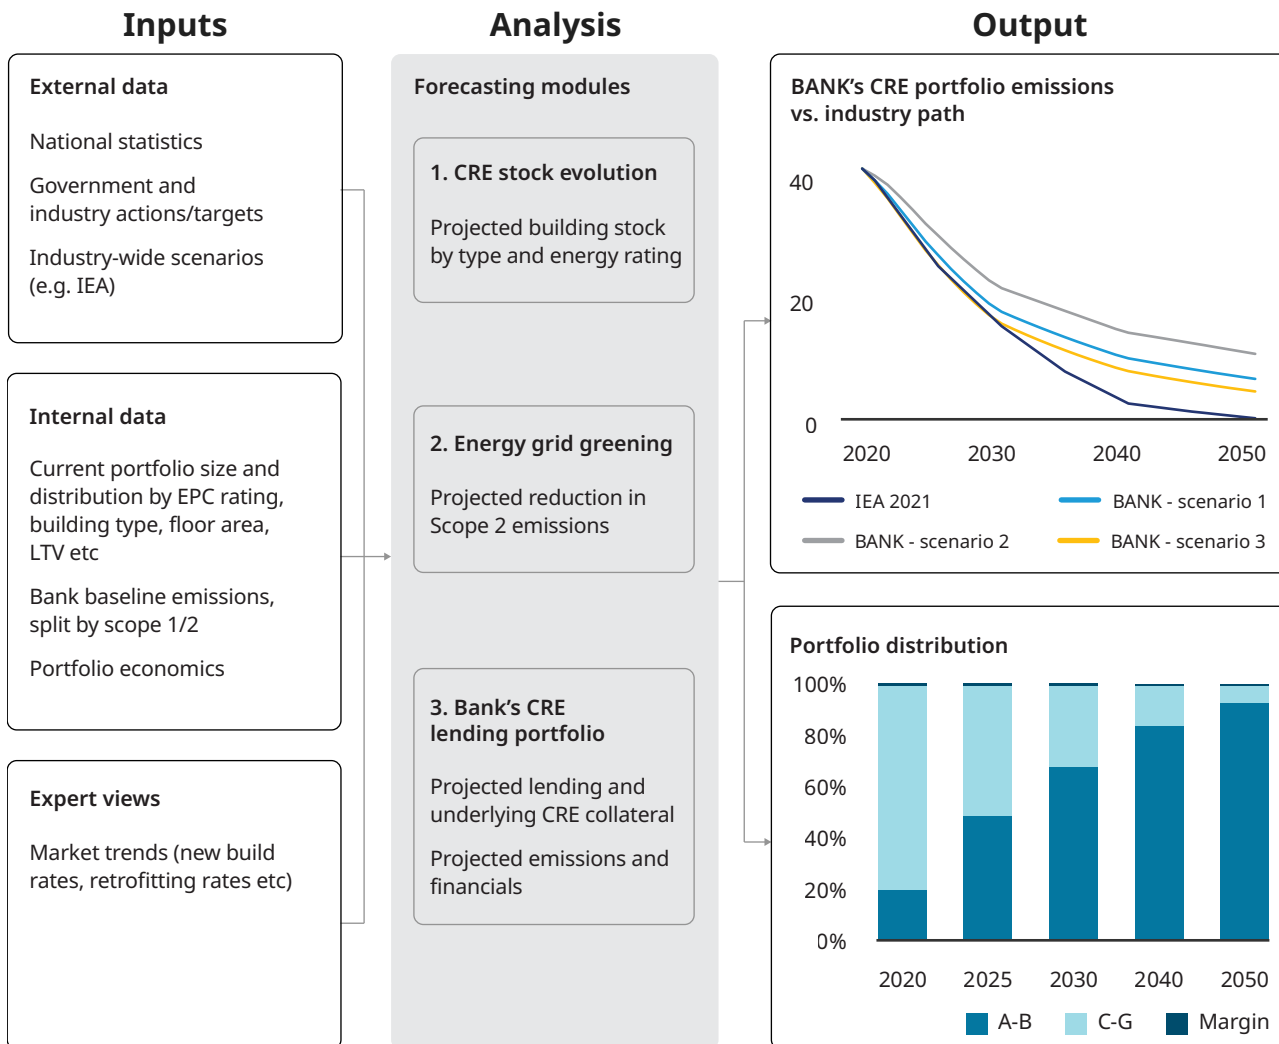 Inputs
External data
National statistics
Government and
industry actions/targets
Industry-wide scenarios
(e.g. IEA)
Internal data
Current portfolio size and
distribution by EPC rating,
building type, floor area,
LTV etc
Bank baseline emissions,
split by scope 1/2
Portfolio economics
Expert views
Market trends (new build
rates, retrofitting rates etc)
Analysis
Forecasting modules
1. CRE stock evolution
Projected building stock
by type and energy rating
2. Energy grid greening
Projected reduction in
Scope 2 emissions
3. Bank’s CRE
lending portfolio
Projected lending and
underlying CRE collateral
Projected emissions and
financials
Output
BANK’s CRE portfolio emissions
vs. industry path
40
20
0
2020 2030 2040 2050
IEA 2021 BANK - scenario 1
BANK - scenario 2 BANK - scenario 3
Portfolio distribution
100%
80%
60%
40%
20%
0%
2020 2025 2030 2040 2050
A-B C-G Margin